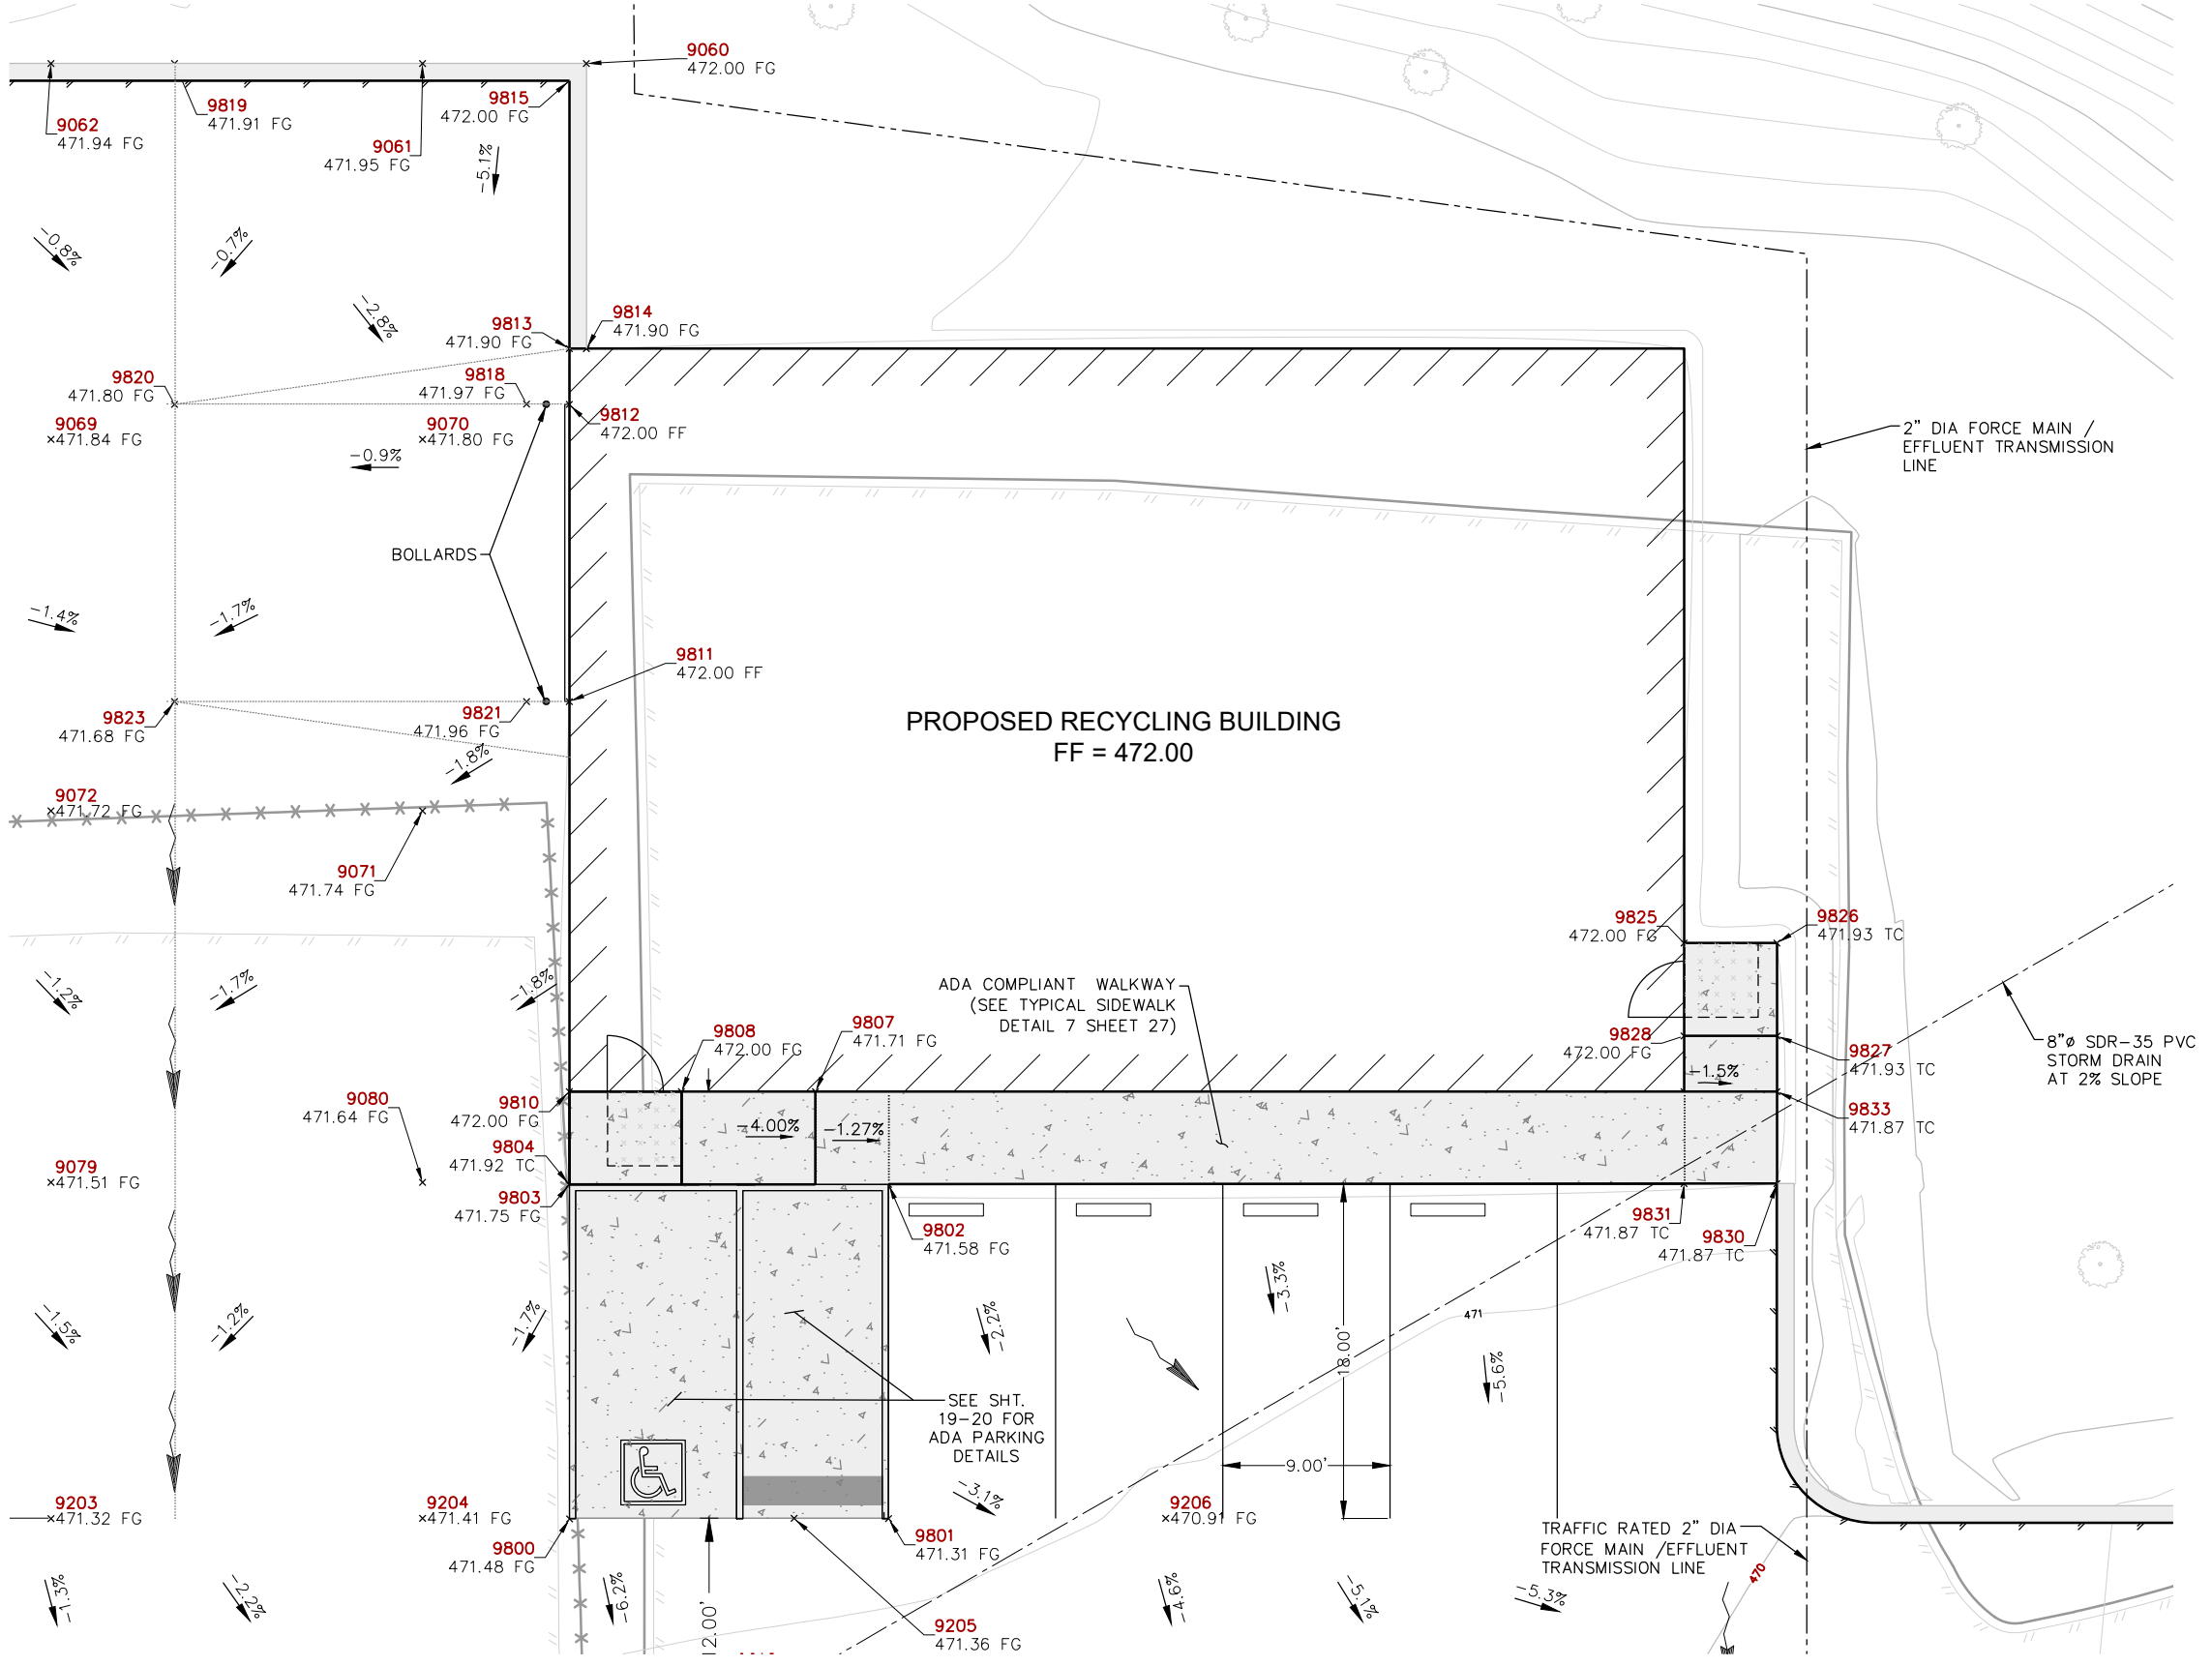 9060
472.00 FG
9815
472.00 FG
9819
471.91 FG
9062
471.94 FG
9061
471.95 FG
-5.1%
-0.8%
-0.7%
-2.8%
9813
471.90 FG
9814
471.90 FG
9820
471.80 FG
9818
471.97 FG
9812
472.00 FF
9069
×471.84 FG
9070
×471.80 FG
-0.9%
2" DIA FORCE MAIN /
EFFLUENT TRANSMISSION
LINE
BOLLARDS
-1.4%
-1.7%
9811
472.00 FF
9823
471.68 FG
9821
471.96 FG
-1.8%
PROPOSED RECYCLING BUILDING
FF = 472.00
9072
×471.72 FG
9071
471.74 FG
9825
472.00 FG
9826
471.93 TC
-1.2%
-1.7%
-1.8%
ADA COMPLIANT WALKWAY
(SEE TYPICAL SIDEWALK
DETAIL 7 SHEET 27)
9808
472.00 FG
9807
471.71 FG
9828
472.00 FG
9827
471.93 TC
8"ø SDR-35 PVC
STORM DRAIN
AT 2% SLOPE
-1.5%
9080
471.64 FG
9810
472.00 FG
-4.00%
-1.27%
9833
471.87 TC
9804
471.92 TC
9079
×471.51 FG
9803
471.75 FG
9802
471.58 FG
9831
471.87 TC
9830
471.87 TC
-1.5%
-1.2%
-1.7%
-2.2%
-3.3%
471
18.00'
-5.6%
SEE SHT.
19-20 FOR
ADA PARKING
DETAILS
9.00'
-3.1%
9203
×471.32 FG
9204
×471.41 FG
9206
×470.91 FG
9800
471.48 FG
9801
471.31 FG
TRAFFIC RATED 2" DIA
FORCE MAIN /EFFLUENT
TRANSMISSION LINE
470
-1.3%
-2.2%
-6.2%
12.00'
-4.6%
-5.1%
-5.3%
9205
471.36 FG